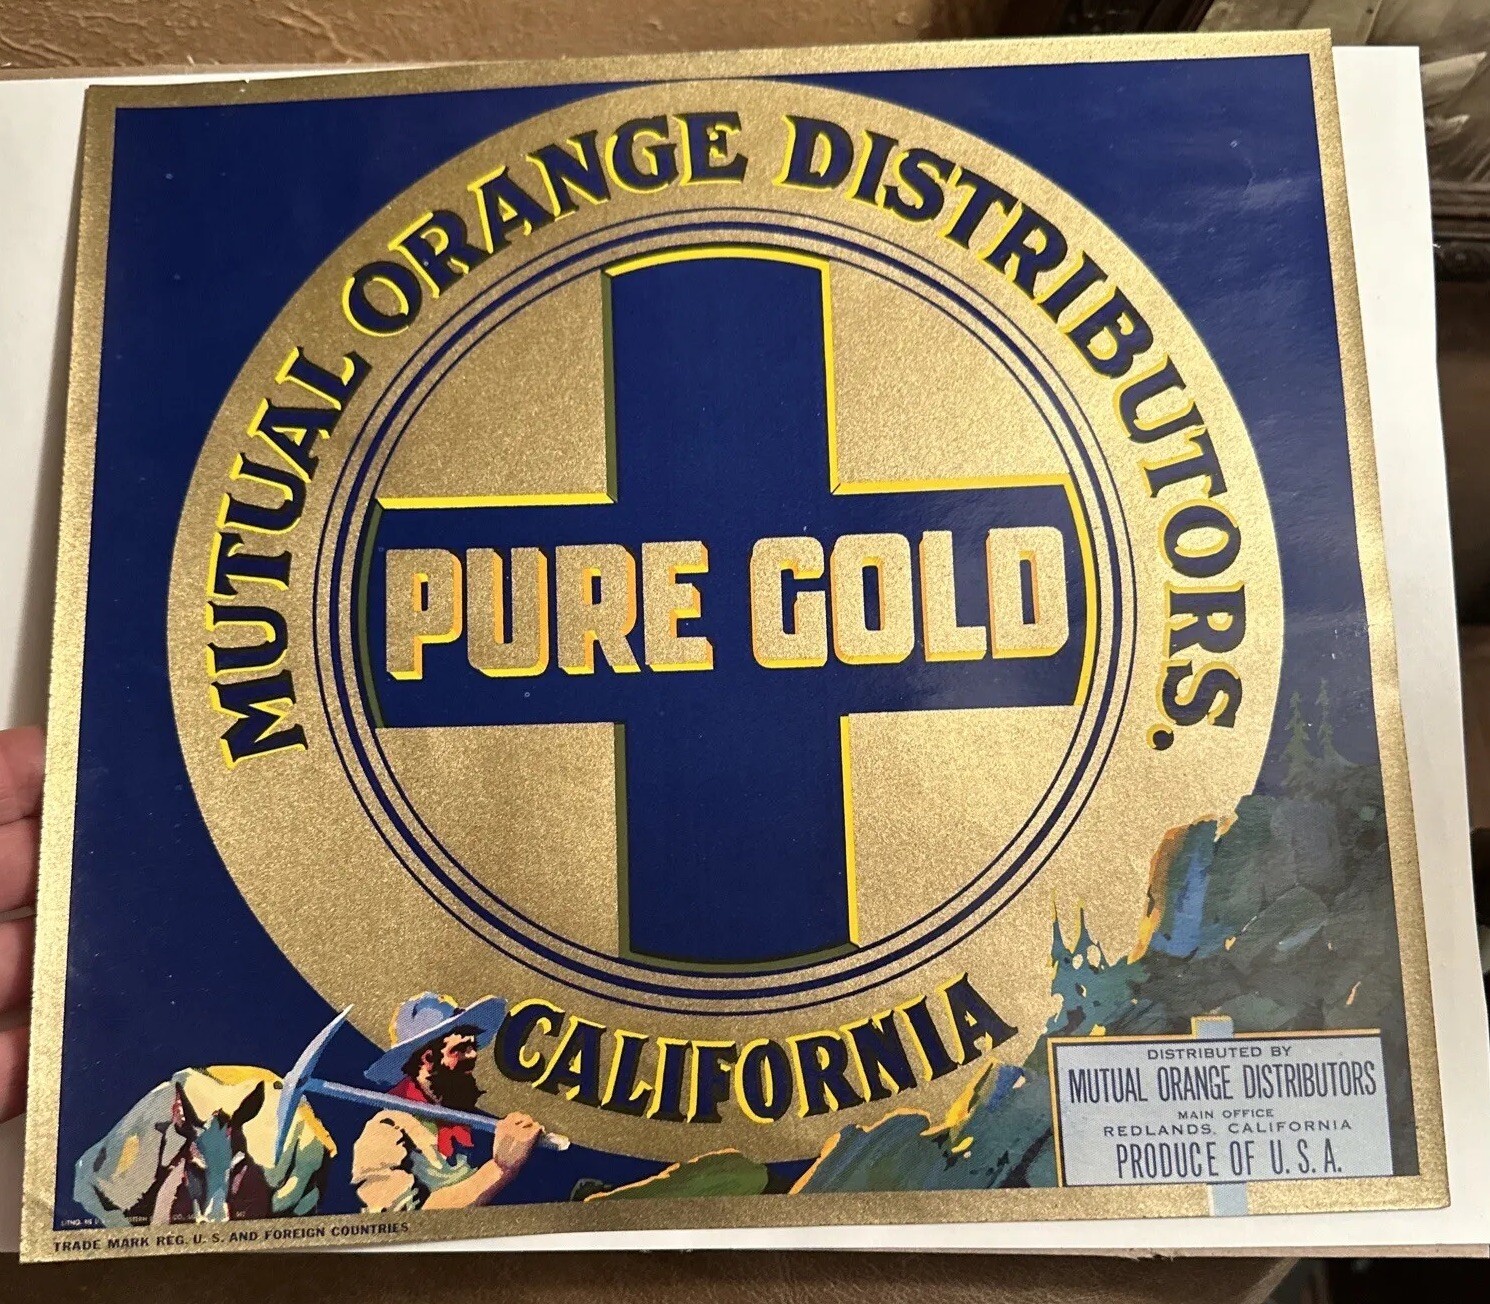 MUTUAL ORANGE DISTRIBUTORS.
PURE GOLD
CALIFORNIA
DISTRIBUTED BY
MUTUAL ORANGE DISTRIBUTORS
MAIN OFFICE
REDLANDS, CALIFORNIA
PRODUCE OF U.S.A.
TRADE MARK REG. U. S. AND FOREIGN COUNTRIES